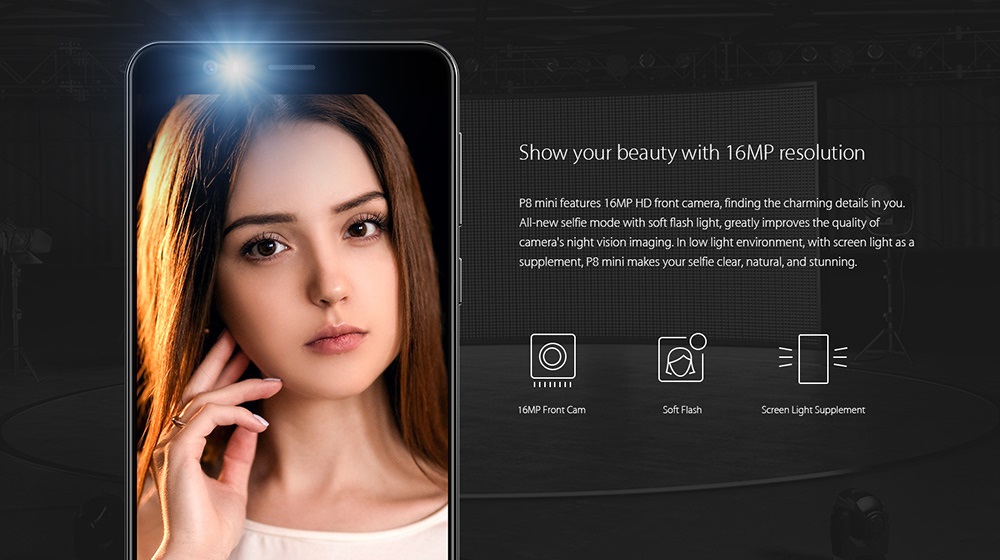 Show your beauty with 16MP resolution
P8 mini features 16MP HD front camera, finding the charming details in you.
All-new selfie mode with soft flash light, greatly improves the quality of
camera's night vision imaging. In low light environment, with screen light as a
supplement, P8 mini makes your selfie clear, natural, and stunning.
16MP Front Cam
Soft Flash
Screen Light Supplement